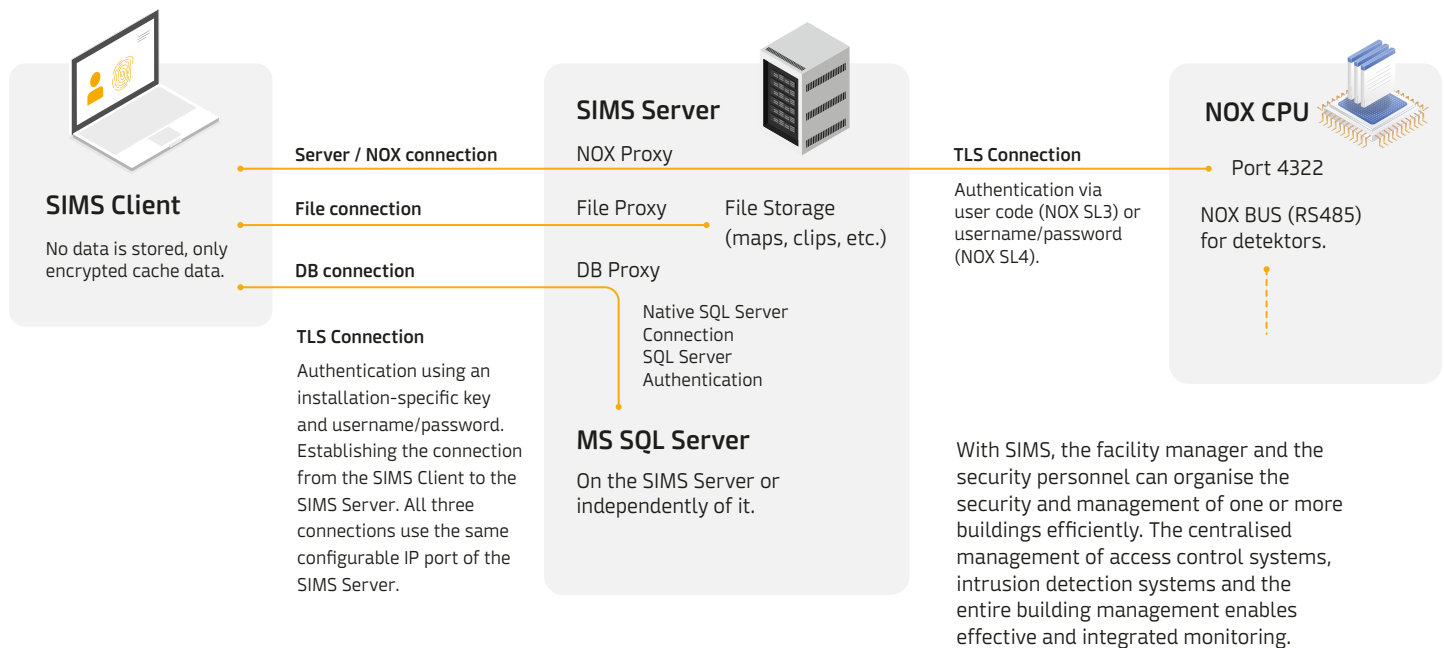 SIMS Client
No data is stored, only
encrypted cache data.
Server / NOX connection
File connection
DB connection
TLS Connection
Authentication using an
installation-specific key
and username/password.
Establishing the connection
from the SIMS Client to the
SIMS Server. All three
connections use the same
configurable IP port of the
SIMS Server.
SIMS Server
NOX Proxy
File Proxy
File Storage
(maps, clips, etc.)
DB Proxy
Native SQL Server
Connection
SQL Server
Authentication
MS SQL Server
On the SIMS Server or
independently of it.
TLS Connection
Authentication via
user code (NOX SL3) or
username/password
(NOX SL4).
NOX CPU
Port 4322
NOX BUS (RS485)
for detektors.
With SIMS, the facility manager and the
security personnel can organise the
security and management of one or more
buildings efficiently. The centralised
management of access control systems,
intrusion detection systems and the
entire building management enables
effective and integrated monitoring.